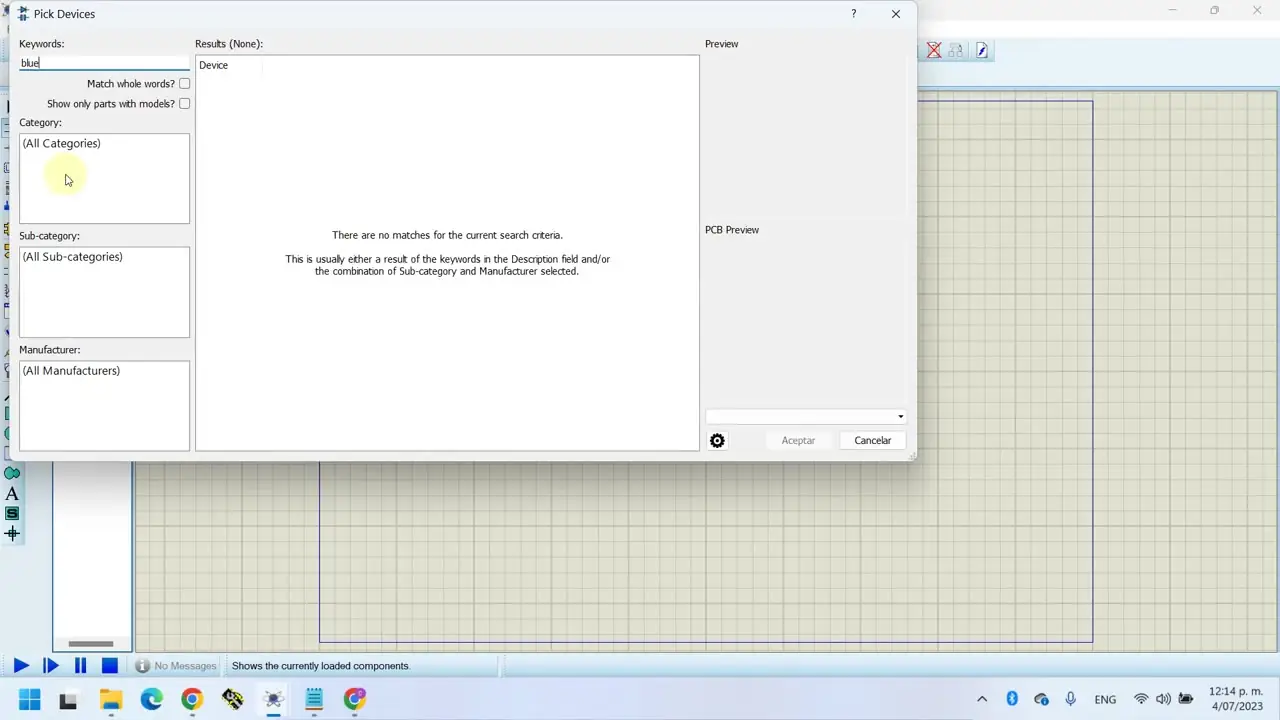 Pick Devices
?
Keywords:
blue
Match whole words?
Show only parts with models?
Category:
(All Categories)
Sub-category:
(All Sub-categories)
Manufacturer:
(All Manufacturers)
Results (None):
Device
There are no matches for the current search criteria.
This is usually either a result of the keywords in the Description field and/or
the combination of Sub-category and Manufacturer selected.
Preview
PCB Preview
Aceptar
Cancelar
A
S
No Messages
Shows the currently loaded components.
ENG
12:14 p. m.
4/07/2023